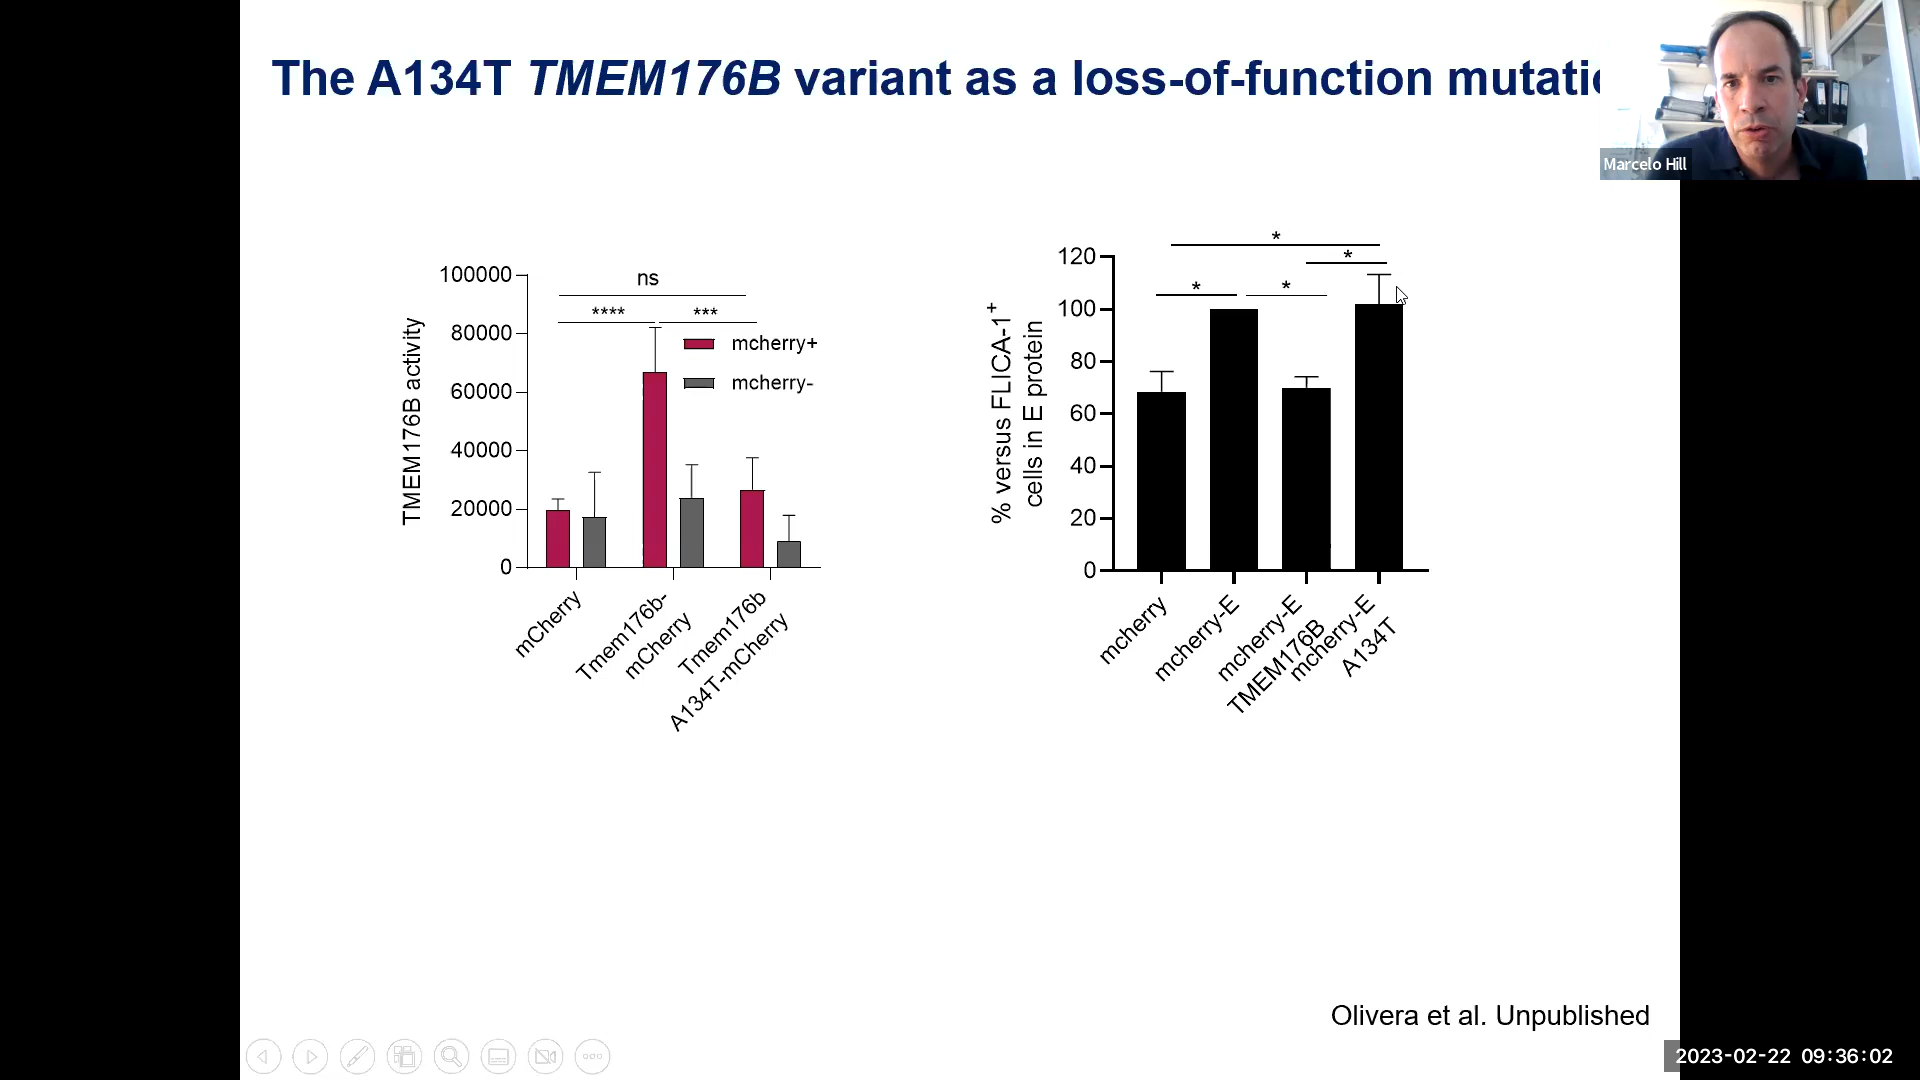 The A134T TMEM176B variant as a loss-of-function mutatio
Marcelo Hill
TMEM176B activity
100000
80000
60000
40000
20000
0
ns
****
***
mcherry+
mcherry-
mCherry
Tmem176b-
mCherry
Tmem176b
A134T-mCherry
% versus FLICA-1+
cells in E protein
120
100
80
60
40
20
0
*
*
*
*
mcherry
mcherry-E
mcherry-E
TMEM176B
mcherry-E
A134T
Olivera et al. Unpublished
2023-02-22 09:36:02